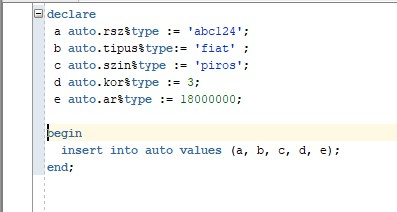 declare
a auto.rsz%type := 'abc124';
b auto.tipus%type:= 'fiat' ;
c auto.szin%type := 'piros';
d auto.kor%type := 3;
e auto.ar%type := 18000000;
begin
insert into auto values (a, b, c, d, e);
end;